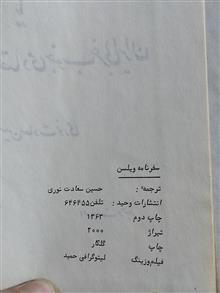 سفرنامه ویلسن
ترجمهٔ : حسین سعادت نوری
انتشارات وحید : تلفن ۶۴۶۴۵۵
چاپ دوم ۱۳۶۳
تیراژ ۲۰۰۰
چاپ گلگار
فیلم‌وزینگ لیتوگرافی حمید